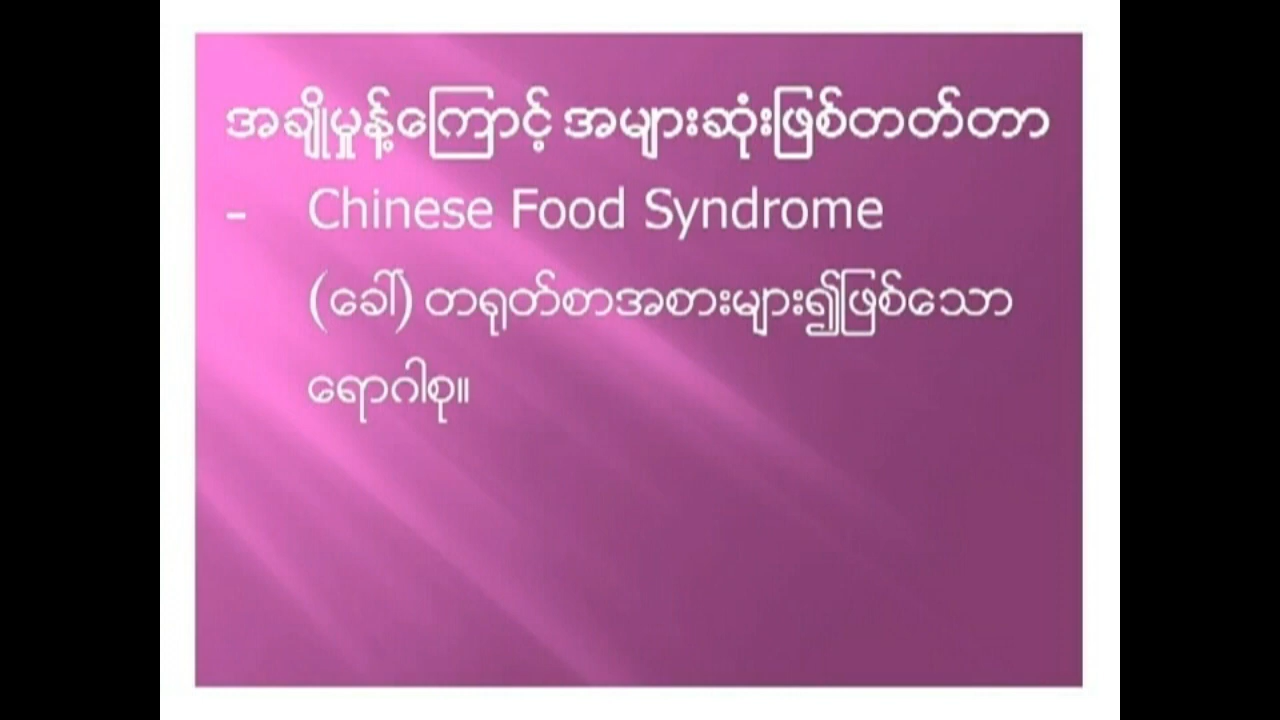 အချိုမှုန့်ကြောင့် အများဆုံးဖြစ်တတ်တာ
- Chinese Food Syndrome
(ခေါ်) တရုတ်စာအစားများ၍ဖြစ်သော
ရောဂါစု။